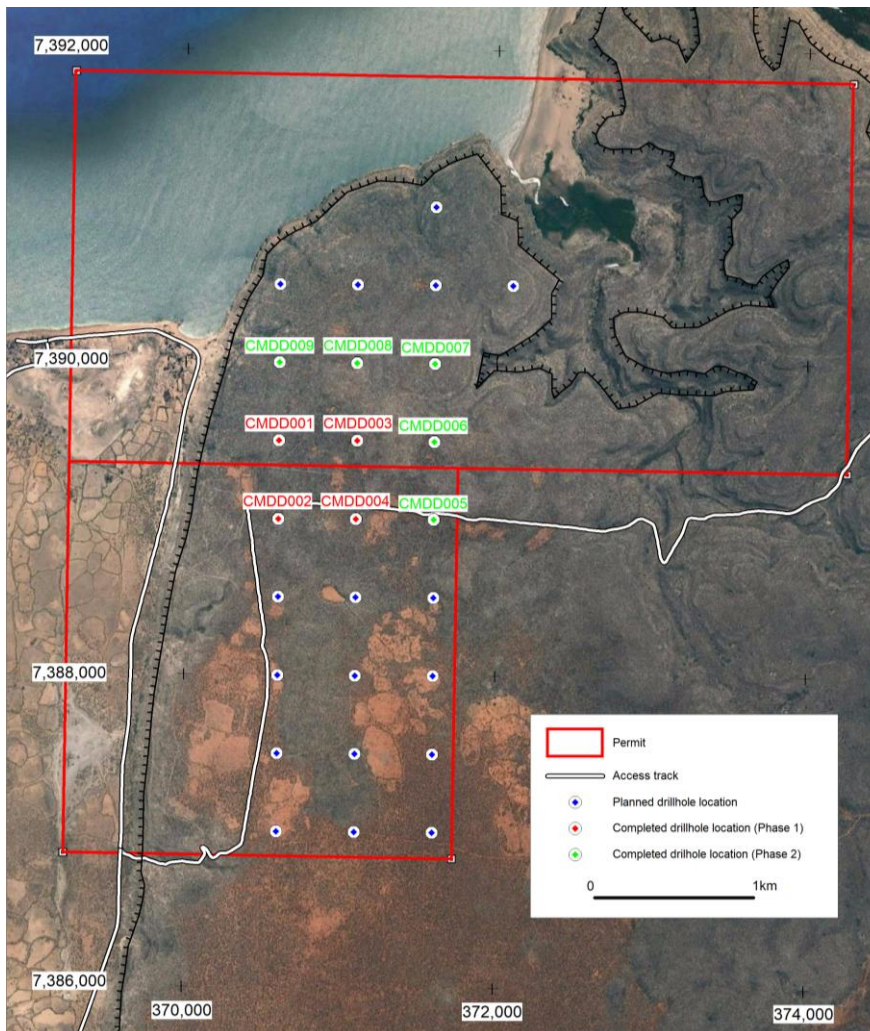 7,392,000
7,390,000
CMDD009 CMDD008 CMDD007
CMDD001 CMDD003 CMDD006
CMDD002 CMDD004 CMDD005
7,388,000
Permit
Access track
Planned drillhole location
Completed drillhole location (Phase 1)
Completed drilhole location (Phase 2)
0 1km
7,386,000
370,000 372,000 374,000